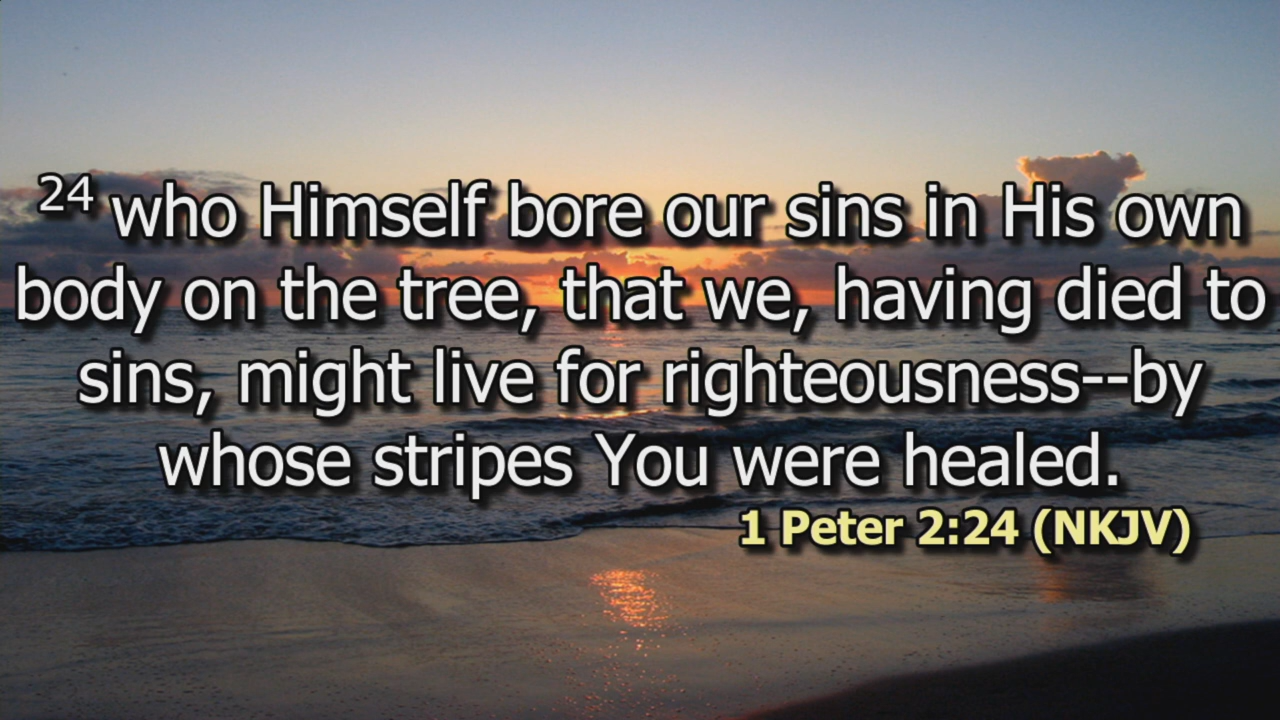 24 who Himself bore our sins in His own
body on the tree, that we, having died to
sins, might live for righteousness--by
whose stripes You were healed.
1 Peter 2:24 (NKJV)